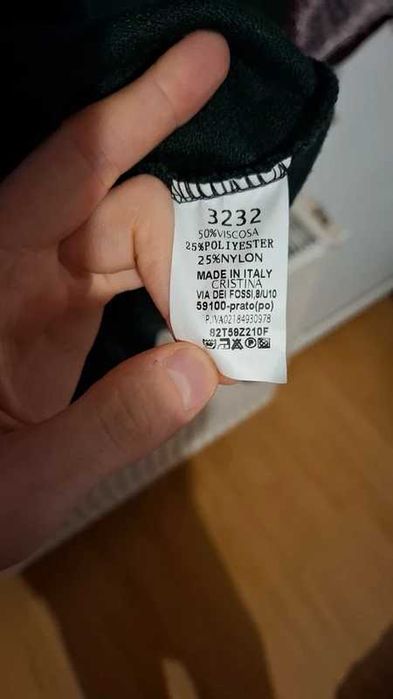 3232
50%VISCOSA
25%POLIYESTER
25%NYLON
MADE IN ITALY
CRISTINA
VIA DEI FOSSI,8/U10
59100-prato(po)
P.IVA02184930978
82T58Z210F